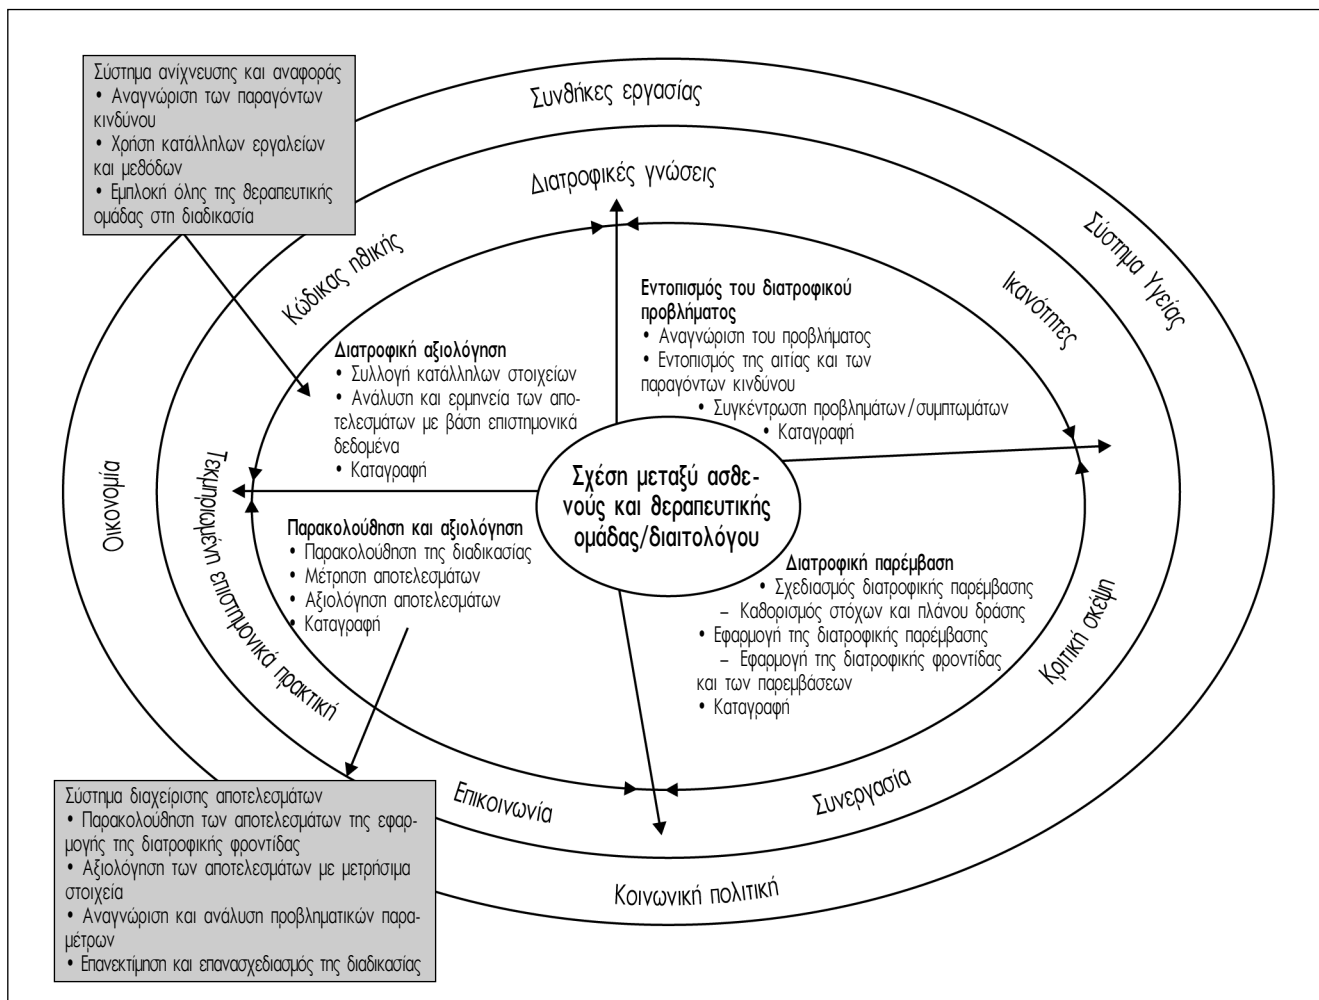 Σύστημα ανίχνευσης και αναφοράς
• Αναγνώριση των παραγόντων
κινδύνου
• Χρήση κατάλληλων εργαλείων
και μεθόδων
• Εμπλοκή όλης της θεραπευτικής
ομάδας στη διαδικασία
Συνθήκες εργασίας
Σύστημα Υγείας
Οικονομία
Κοινωνική πολιτική
Διατροφικές γνώσεις
Κώδικας ηθικής
Ικανότητες
Κριτική σκέψη
Συνεργασία
Επικοινωνία
Τεκμηριωμένη επιστημονικά πρακτική
Διατροφική αξιολόγηση
• Συλλογή κατάλληλων στοιχείων
• Ανάλυση και ερμηνεία των απο-
τελεσμάτων με βάση επιστημονικά
δεδομένα
• Καταγραφή
Εντοπισμός του διατροφικού
προβλήματος
• Αναγνώριση του προβλήματος
• Εντοπισμός της αιτίας και των
παραγόντων κινδύνου
• Συγκέντρωση προβλημάτων/συμπτωμάτων
• Καταγραφή
Σχέση μεταξύ ασθε-
νούς και θεραπευτικής
ομάδας/διαιτολόγου
Παρακολούθηση και αξιολόγηση
• Παρακολούθηση της διαδικασίας
• Μέτρηση αποτελεσμάτων
• Αξιολόγηση αποτελεσμάτων
• Καταγραφή
Διατροφική παρέμβαση
• Σχεδιασμός διατροφικής παρέμβασης
– Καθορισμός στόχων και πλάνου δράσης
• Εφαρμογή της διατροφικής παρέμβασης
– Εφαρμογή της διατροφικής φροντίδας
και των παρεμβάσεων
• Καταγραφή
Σύστημα διαχείρισης αποτελεσμάτων
• Παρακολούθηση των αποτελεσμάτων της εφαρ-
μογής της διατροφικής φροντίδας
• Αξιολόγηση των αποτελεσμάτων με μετρήσιμα
στοιχεία
• Αναγνώριση και ανάλυση προβληματικών παρα-
μέτρων
• Επανεκτίμηση και επανασχεδιασμός της διαδικασίας